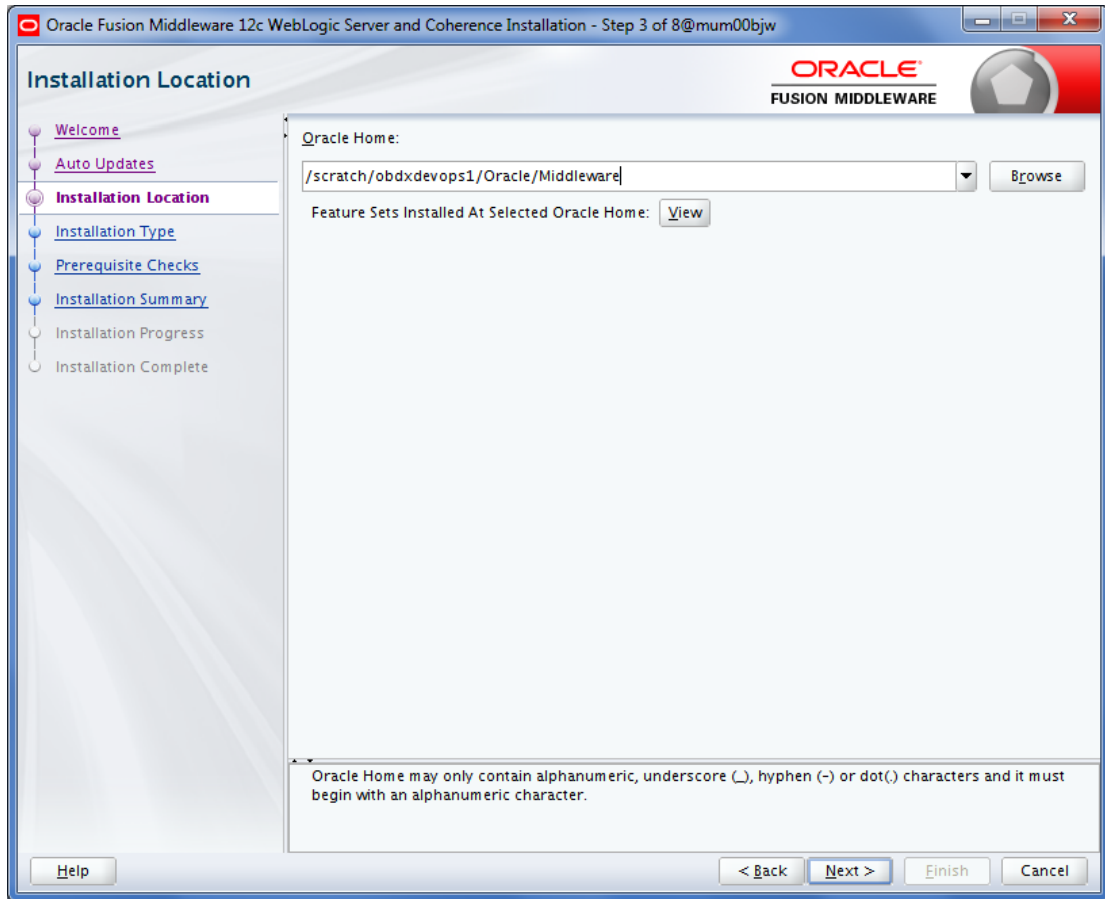 Oracle Fusion Middleware 12c WebLogic Server and Coherence Installation - Step 3 of 8@mum00bjw
Installation Location
ORACLE
FUSION MIDDLEWARE
Welcome
Auto Updates
Installation Location
Installation Type
Prerequisite Checks
Installation Summary
Installation Progress
Installation Complete
Oracle Home:
/scratch/obdxdevops1/Oracle/Middleware
Browse
Feature Sets Installed At Selected Oracle Home: View
Oracle Home may only contain alphanumeric, underscore (_), hyphen (-) or dot(.) characters and it must
begin with an alphanumeric character.
Help
< Back
Next >
Finish
Cancel